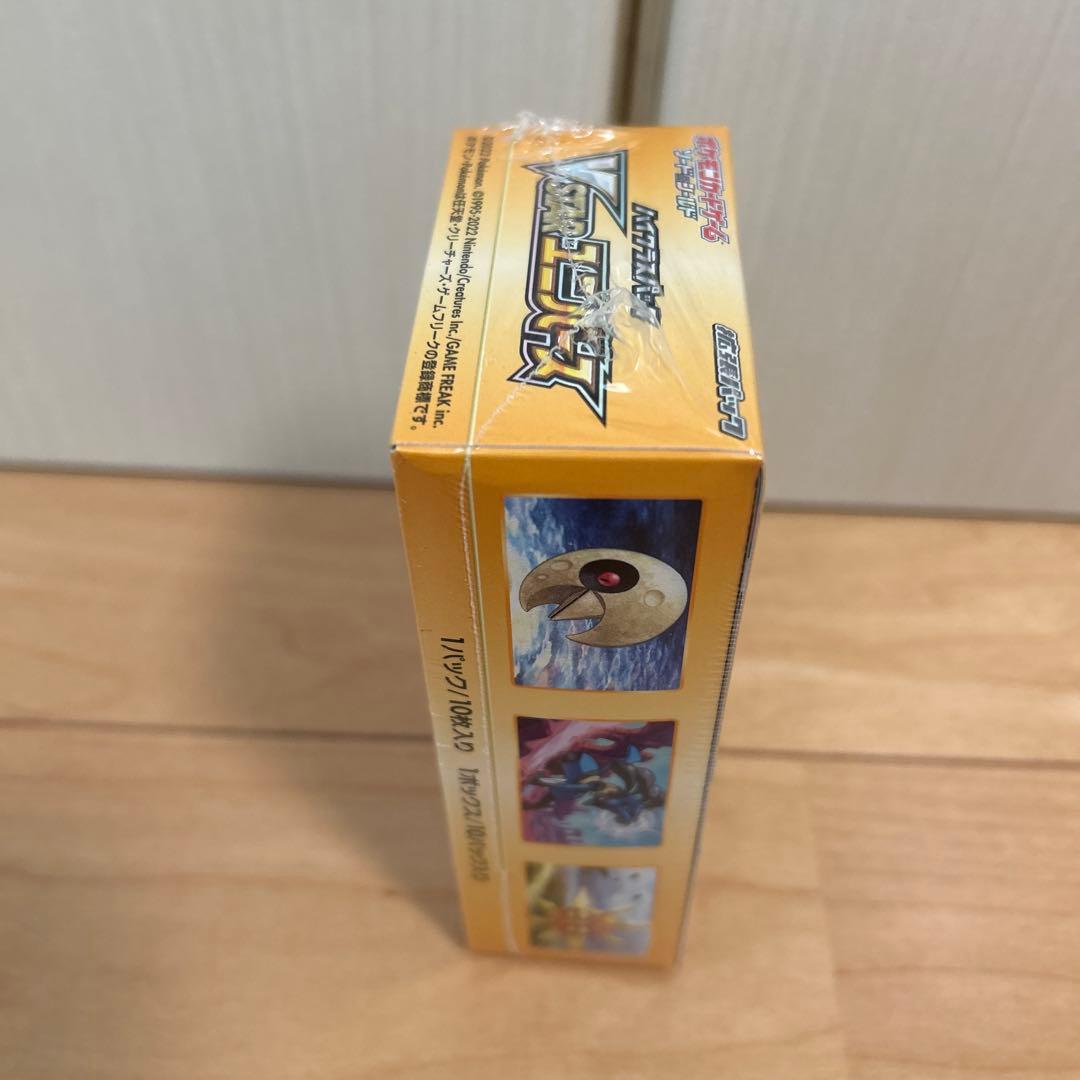 ポケモンカードゲーム
ソード&シールド
拡張パック
ハイクラスパック
VSTARユニバース
©2022 Pokémon. ©1995-2022 Nintendo/Creatures Inc./GAME FREAK inc.
ポケモン・Pokémonは任天堂・クリーチャーズ・ゲームフリークの登録商標です。
1パック/10枚入り 1ボックス/10パック入り